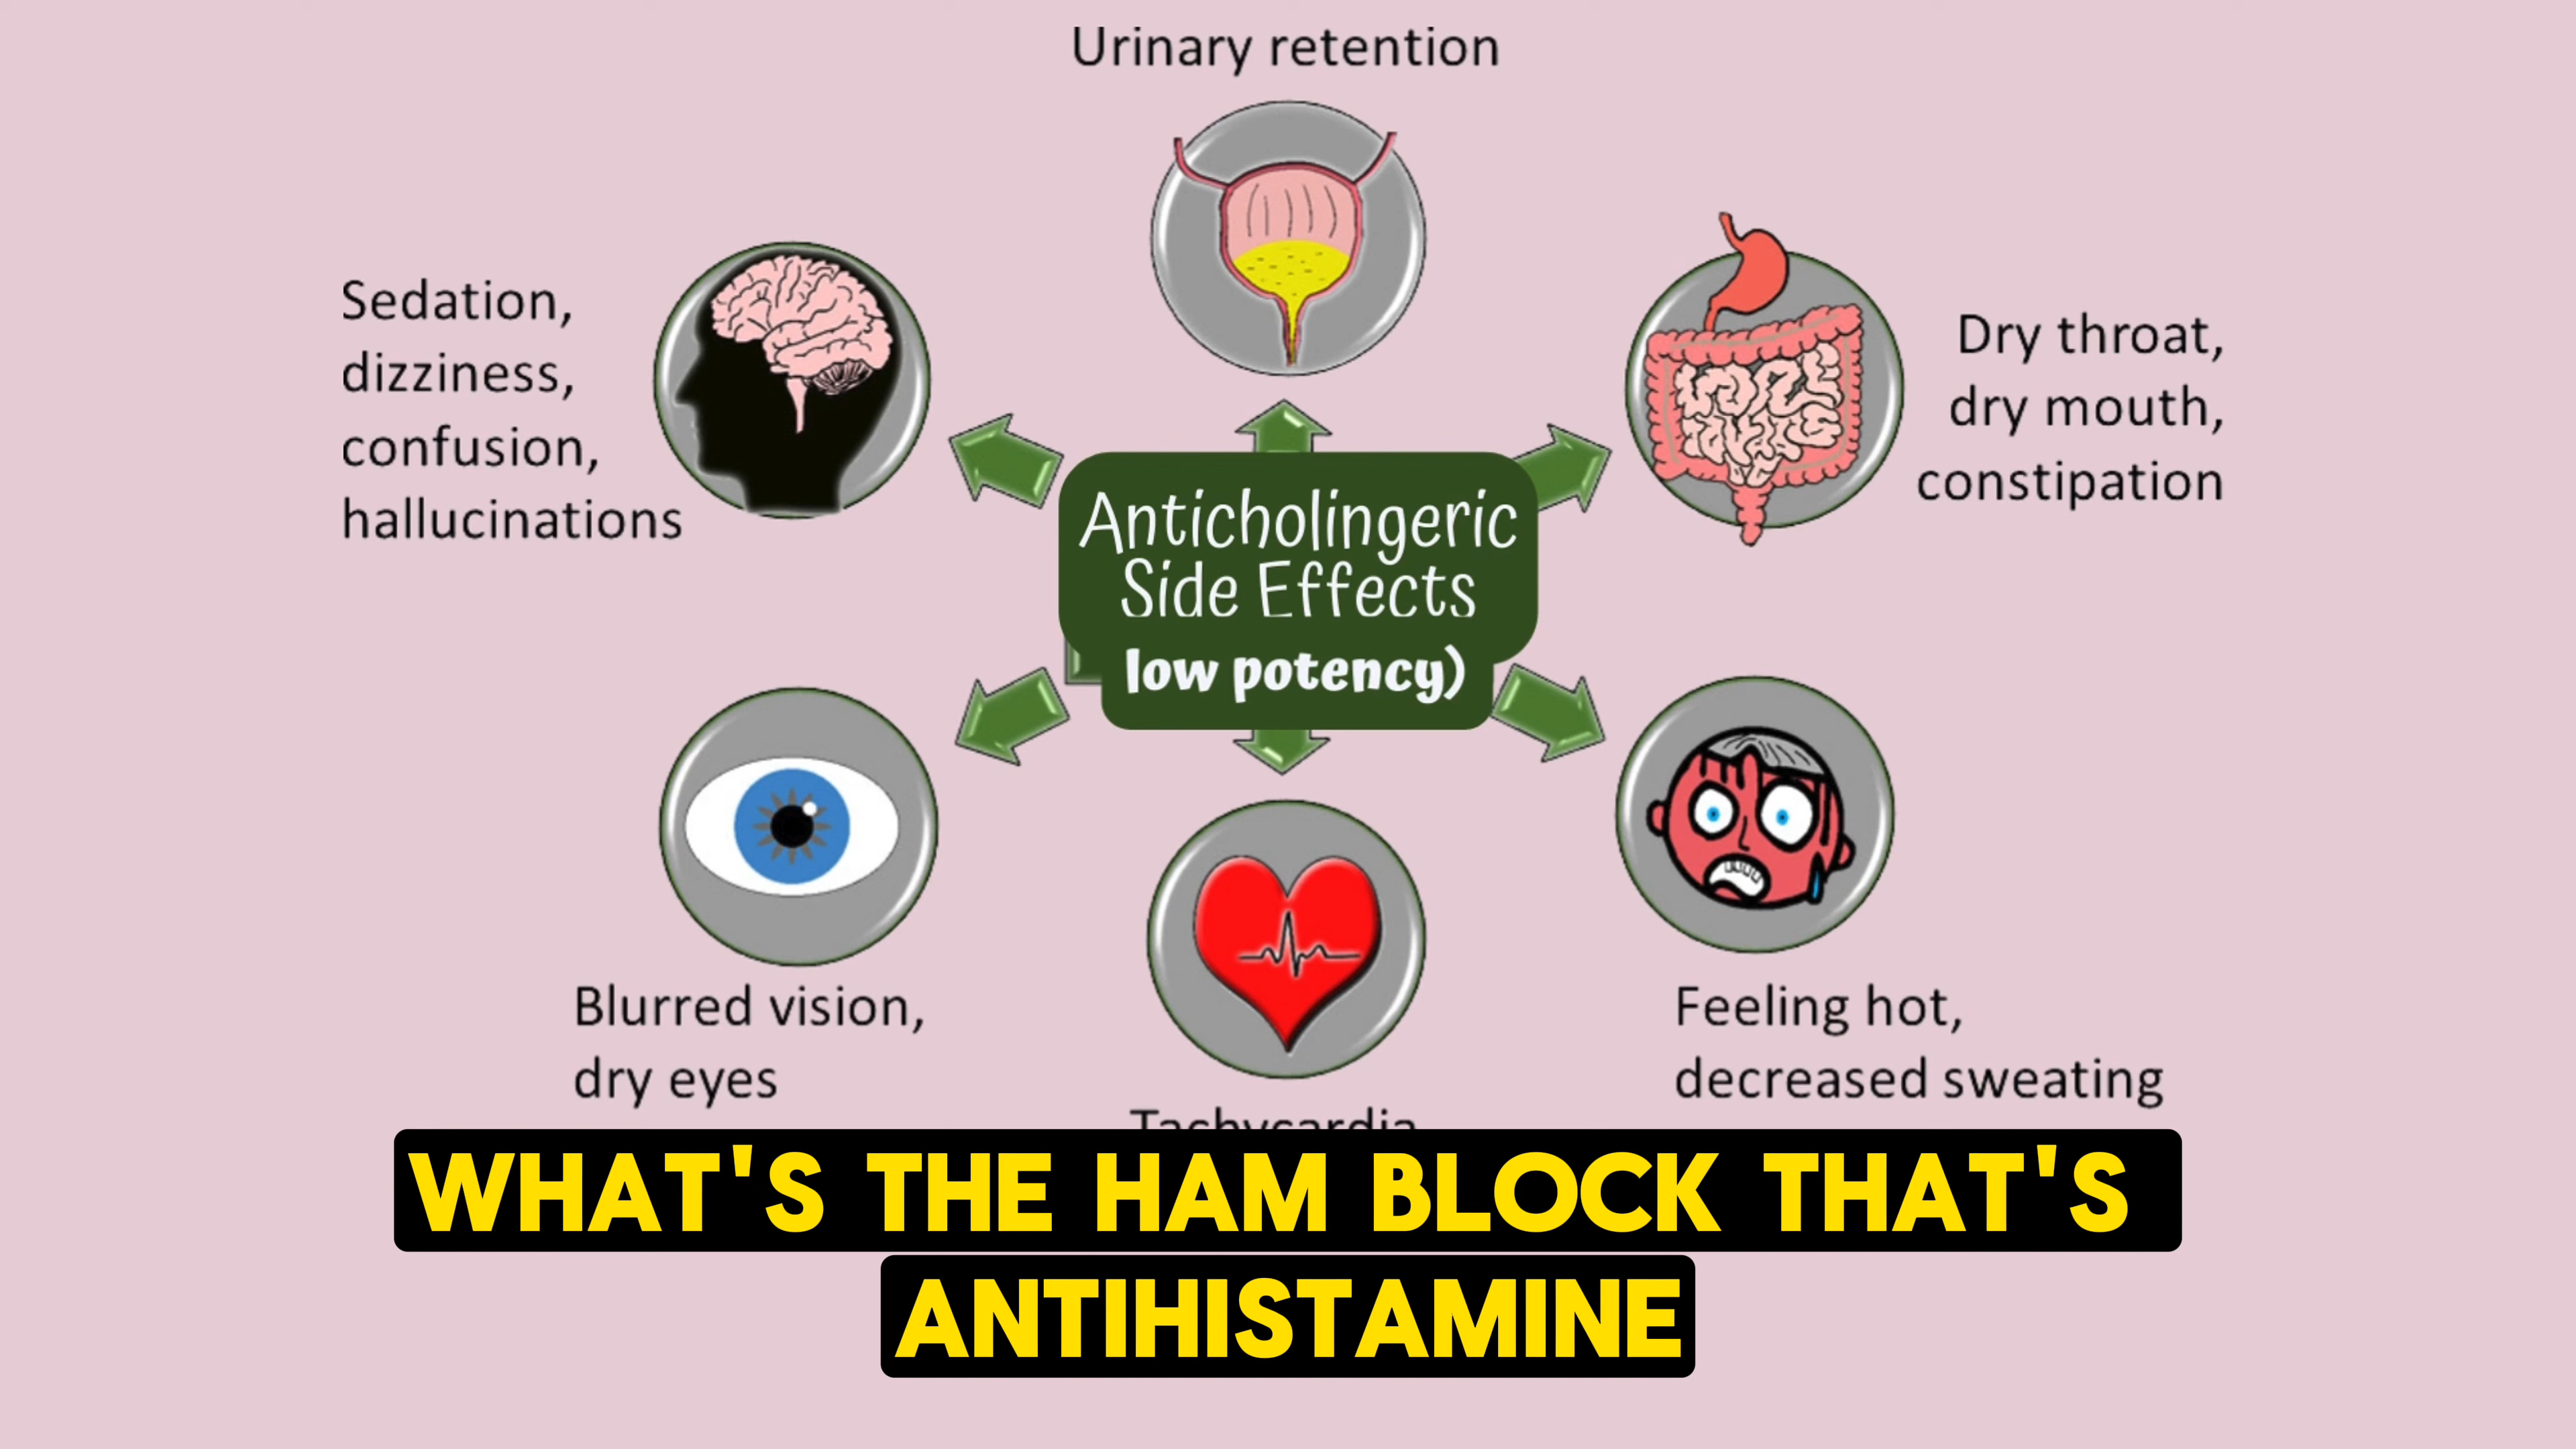 Urinary retention
Sedation,
dizziness,
confusion,
hallucinations
Dry throat,
dry mouth,
constipation
Anticholingeric
Side Effects
low potency)
Blurred vision,
dry eyes
Tachycardia
Feeling hot,
decreased sweating
WHAT'S THE HAM BLOCK THAT'S
ANTIHISTAMINE